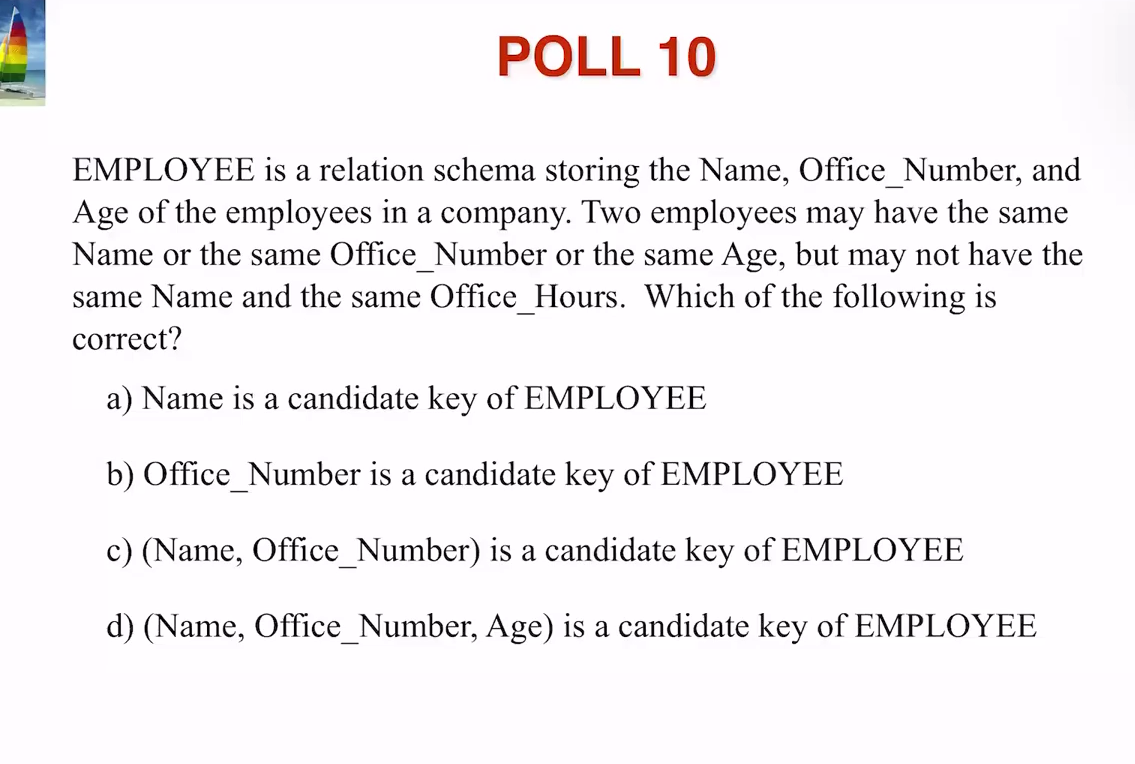 POLL 10
EMPLOYEE is a relation schema storing the Name, Office_Number, and
Age of the employees in a company. Two employees may have the same
Name or the same Office_Number or the same Age, but may not have the
same Name and the same Office_Hours.  Which of the following is
correct?
a) Name is a candidate key of EMPLOYEE
b) Office_Number is a candidate key of EMPLOYEE
c) (Name, Office_Number) is a candidate key of EMPLOYEE
d) (Name, Office_Number, Age) is a candidate key of EMPLOYEE